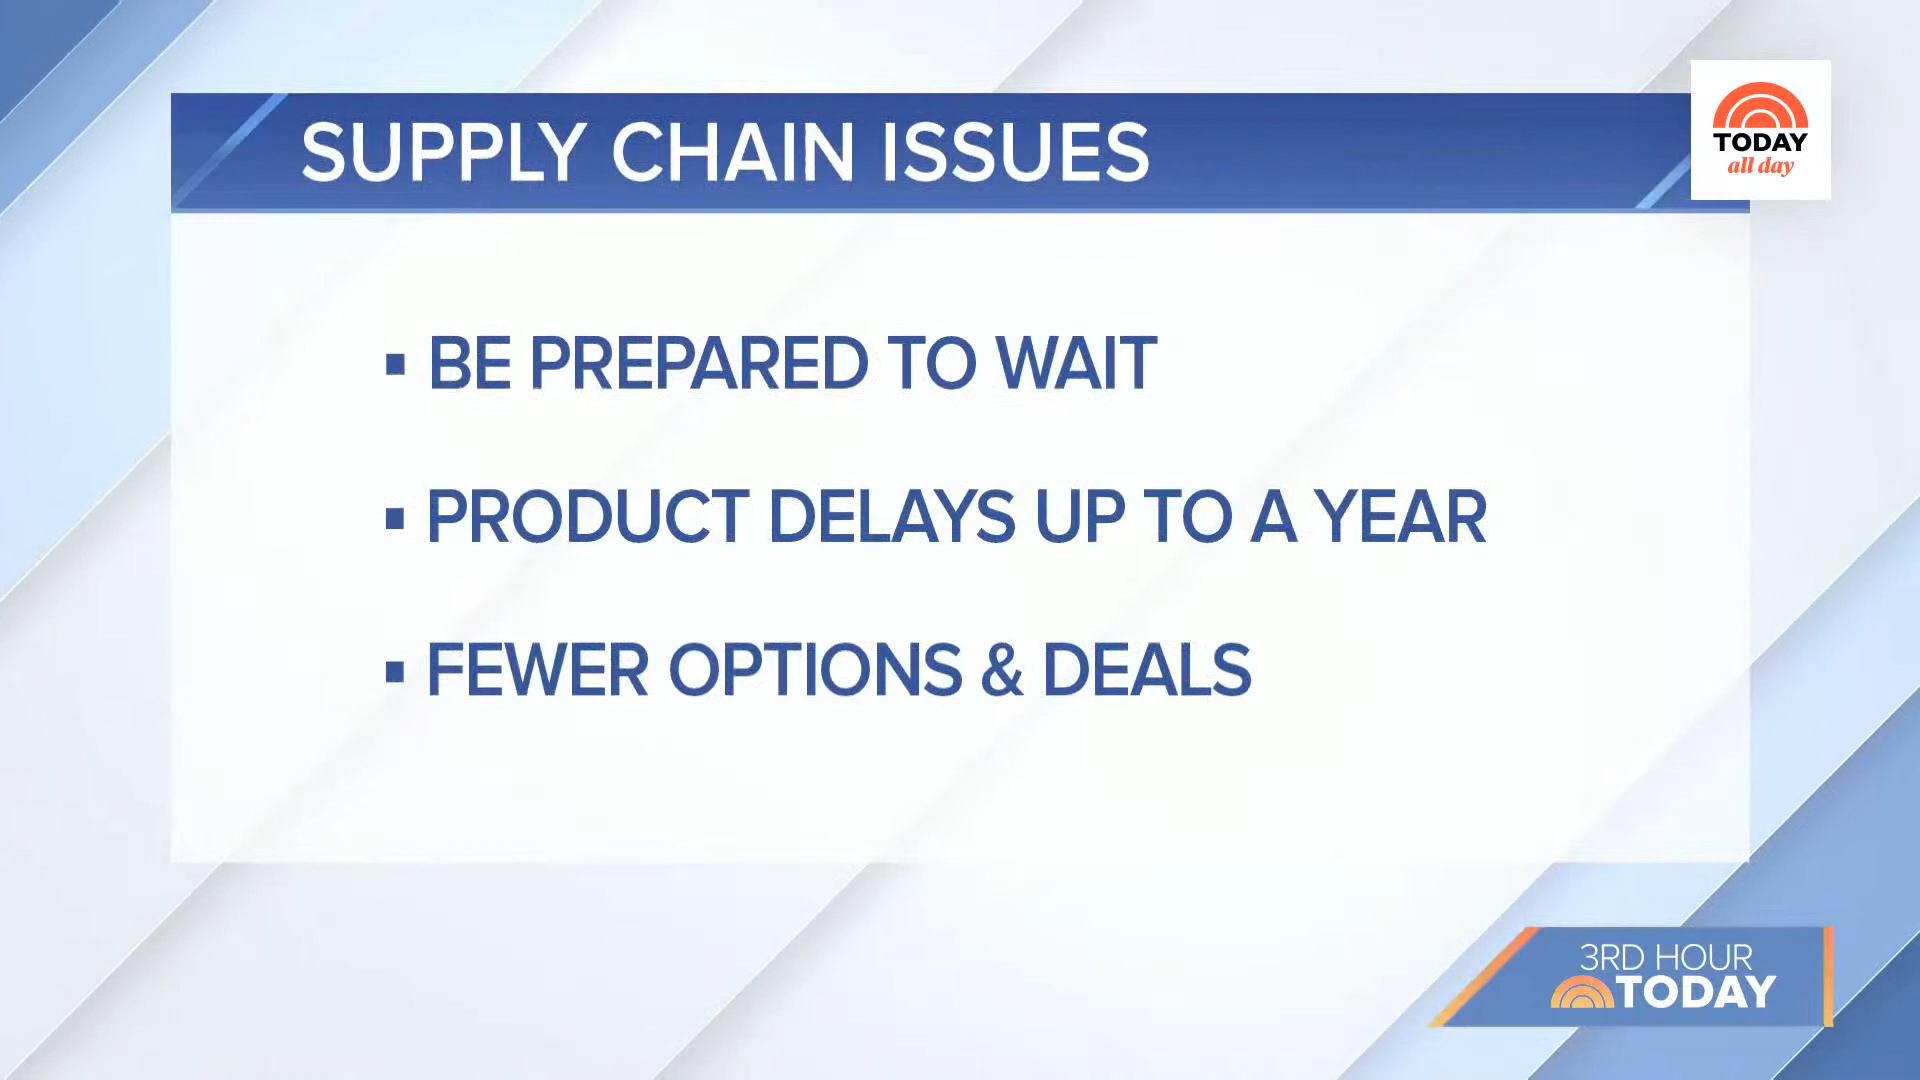 SUPPLY CHAIN ISSUES
TODAY
all day
▪ BE PREPARED TO WAIT
▪ PRODUCT DELAYS UP TO A YEAR
▪ FEWER OPTIONS & DEALS
3RD HOUR
TODAY